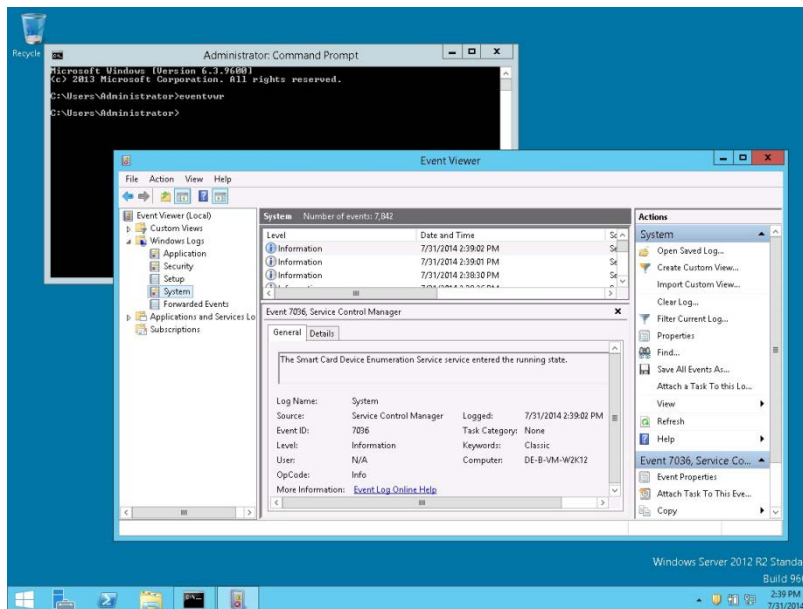 Recycle
Administrator: Command Prompt
Microsoft Windows [Version 6.3.9600]
(c) 2013 Microsoft Corporation. All rights reserved.
C:\Users\Administrator>eventvwr
C:\Users\Administrator>
Event Viewer
File Action View Help
Event Viewer (Local)
Custom Views
Windows Logs
Application
Security
Setup
System
Forwarded Events
Applications and Services Lo
Subscriptions
System Number of events: 7,842
Level Date and Time So
Information 7/31/2014 2:39:02 PM Se
Information 7/31/2014 2:39:01 PM Se
Information 7/31/2014 2:38:30 PM Se
Event 7036, Service Control Manager
General Details
The Smart Card Device Enumeration Service service entered the running state.
Log Name: System
Source: Service Control Manager Logged: 7/31/2014 2:39:02 PM
Event ID: 7036 Task Category: None
Level: Information Keywords: Classic
User: N/A Computer: DE-B-VM-W2K12
OpCode: Info
More Information: Event Log Online Help
Actions
System
Open Saved Log...
Create Custom View...
Import Custom View...
Clear Log...
Filter Current Log...
Properties
Find...
Save All Events As...
Attach a Task To this Lo...
View
Refresh
Help
Event 7036, Service Co...
Event Properties
Attach Task To This Eve...
Copy
Windows Server 2012 R2 Standa
Build 960
2:39 PM
7/31/2014